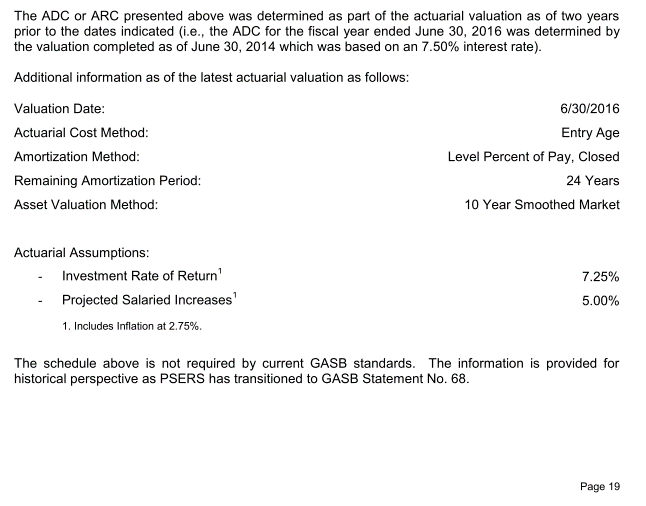 The ADC or ARC presented above was determined as part of the actuarial valuation as of two years
prior to the dates indicated (i.e., the ADC for the fiscal year ended June 30, 2016 was determined by
the valuation completed as of June 30, 2014 which was based on an 7.50% interest rate).
Additional information as of the latest actuarial valuation as follows:
Valuation Date: 6/30/2016
Actuarial Cost Method: Entry Age
Amortization Method: Level Percent of Pay, Closed
Remaining Amortization Period: 24 Years
Asset Valuation Method: 10 Year Smoothed Market
Actuarial Assumptions:
- Investment Rate of Return1 7.25%
- Projected Salaried Increases1 5.00%
1. Includes Inflation at 2.75%.
The schedule above is not required by current GASB standards. The information is provided for
historical perspective as PSERS has transitioned to GASB Statement No. 68.
Page 19